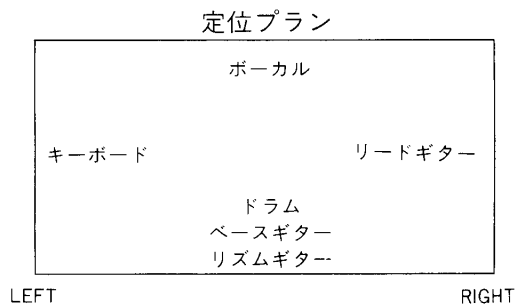 定位プラン
ボーカル
キーボード リードギター
ドラム
ベースギター
リズムギター
LEFT RIGHT